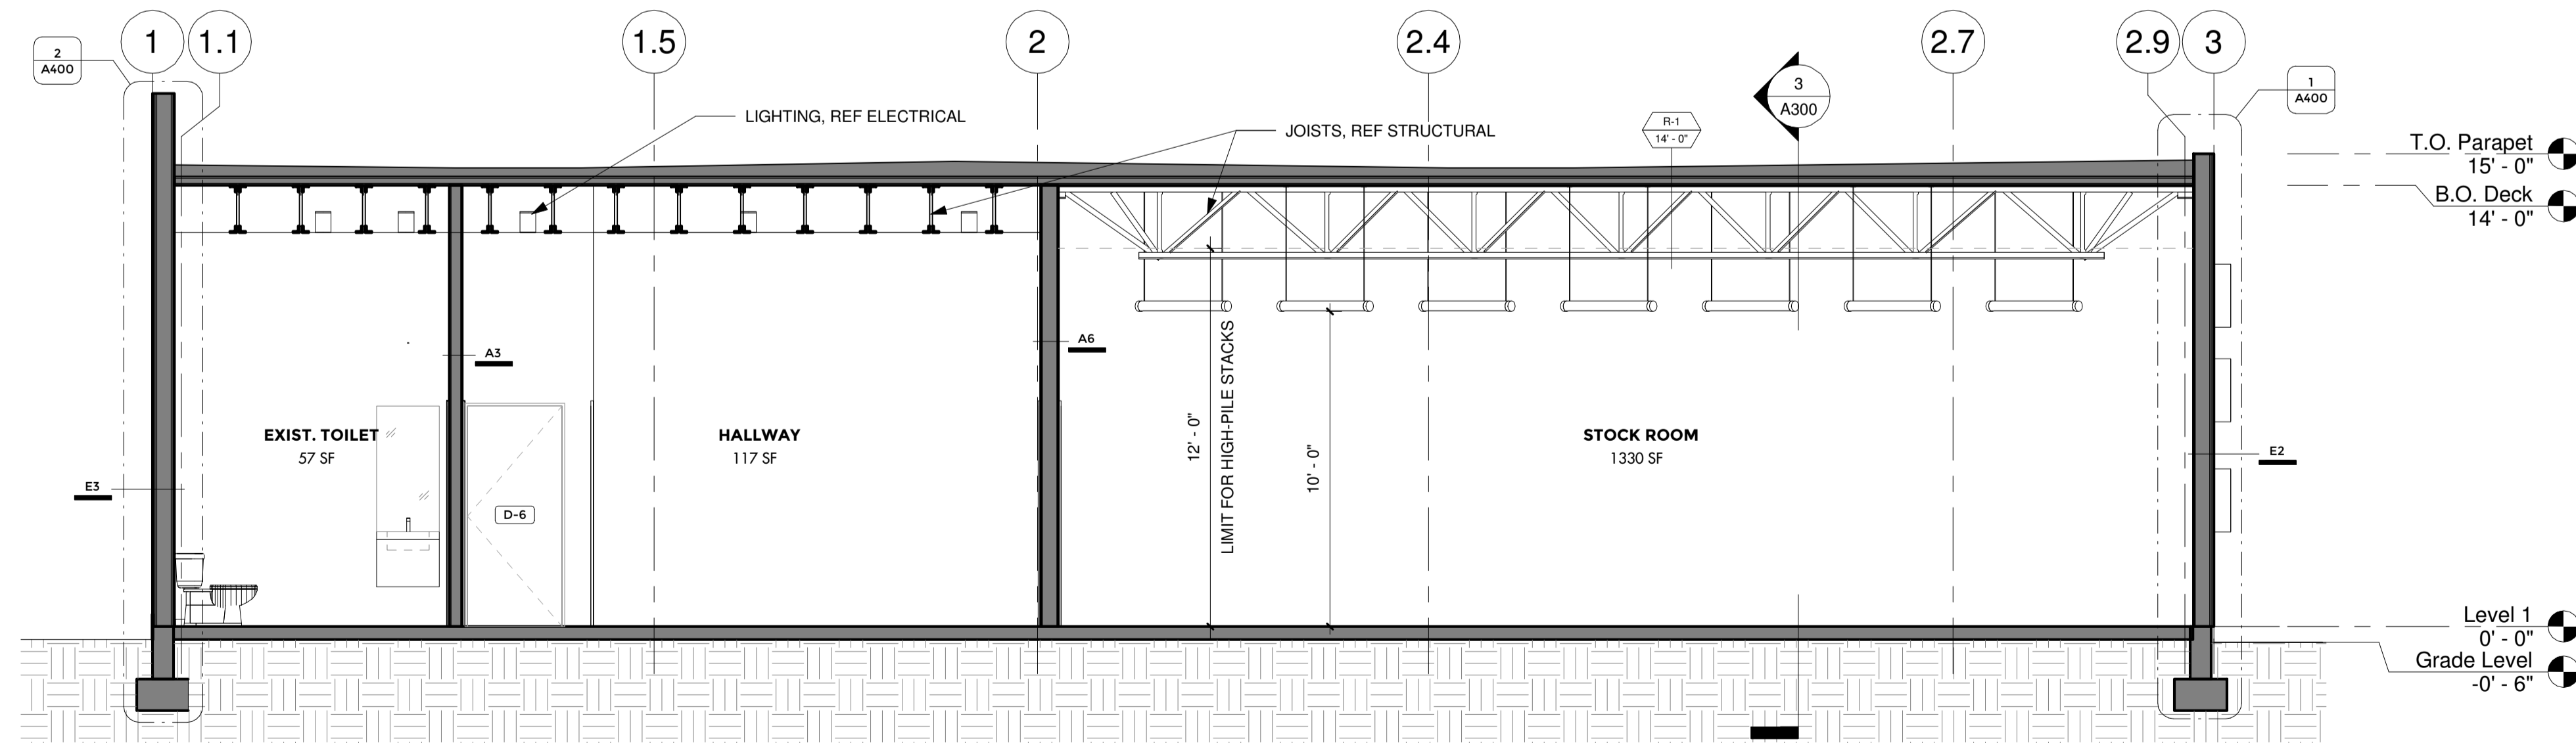 1
1.1
1.5
2
2.4
2.7
2.9
3
2
A400
3
A300
1
A400
LIGHTING, REF ELECTRICAL
JOISTS, REF STRUCTURAL
R-1
14' - 0"
T.O. Parapet
15' - 0"
B.O. Deck
14' - 0"
A3
A6
12' - 0"
LIMIT FOR HIGH-PILE STACKS
10' - 0"
EXIST. TOILET
57 SF
HALLWAY
117 SF
STOCK ROOM
1330 SF
E3
E2
D-6
Level 1
0' - 0"
Grade Level
-0' - 6"